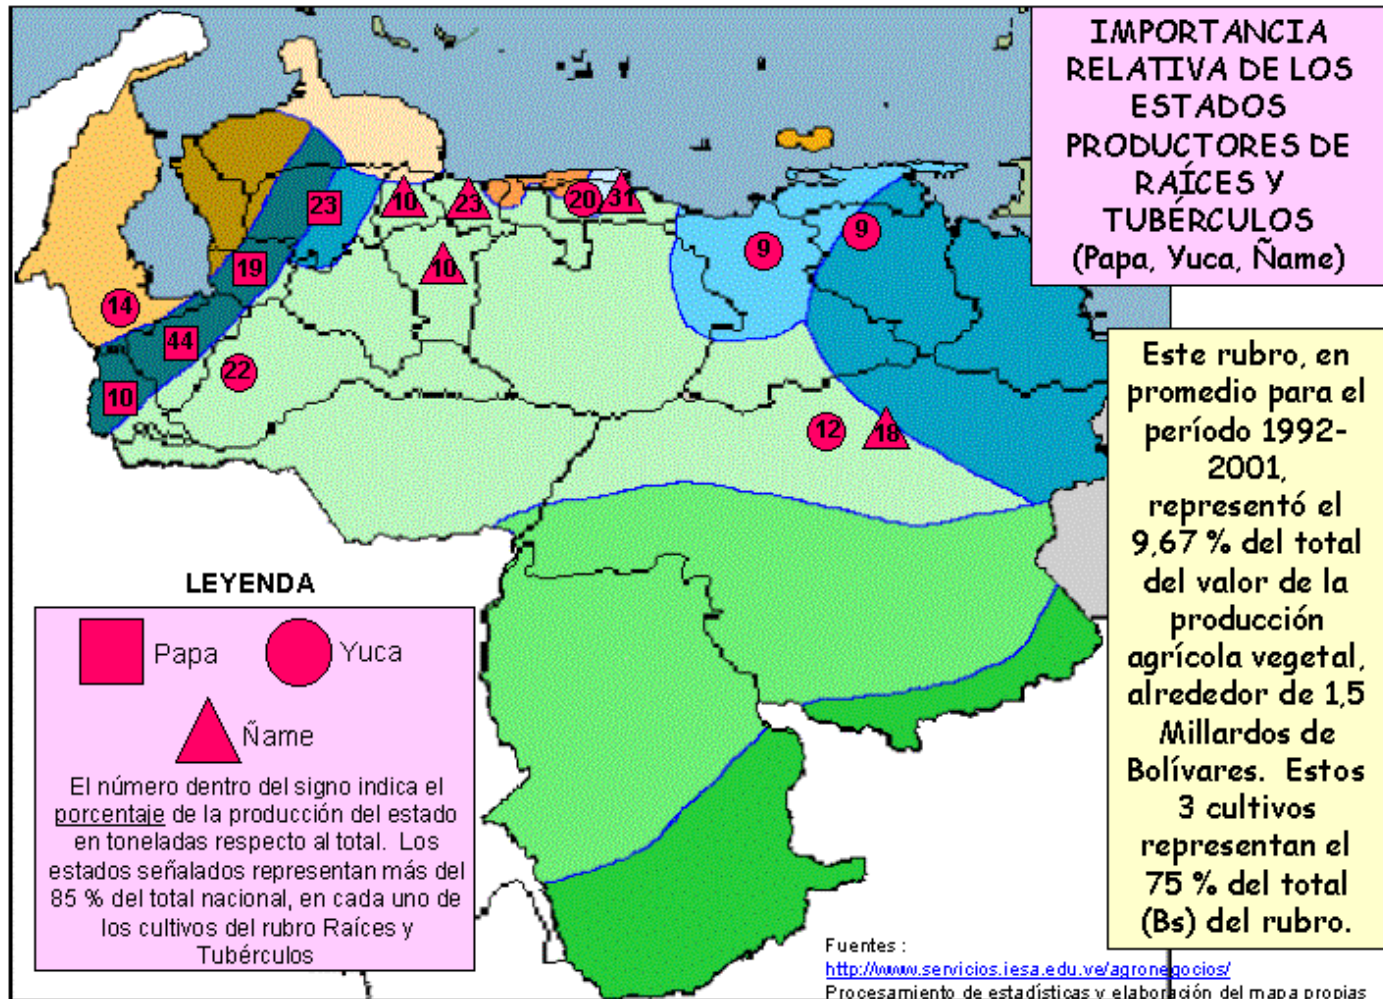 IMPORTANCIA
RELATIVA DE LOS
ESTADOS
PRODUCTORES DE
RAÍCES Y
TUBÉRCULOS
(Papa, Yuca, Ñame)
23
10
23
20
31
9
9
19
10
14
44
22
10
12
18
Este rubro, en
promedio para el
período 1992-
2001,
representó el
9,67 % del total
del valor de la
producción
agrícola vegetal,
alrededor de 1,5
Millardos de
Bolívares. Estos
3 cultivos
representan el
75 % del total
(Bs) del rubro.
LEYENDA
Papa
Yuca
Ñame
El número dentro del signo indica el
porcentaje de la producción del estado
en toneladas respecto al total. Los
estados señalados representan más del
85 % del total nacional, en cada uno de
los cultivos del rubro Raíces y
Tubérculos
Fuentes :
http://www.servicios.iesa.edu.ve/agronegocios/
Procesamiento de estadísticas y elaboración del mapa propias